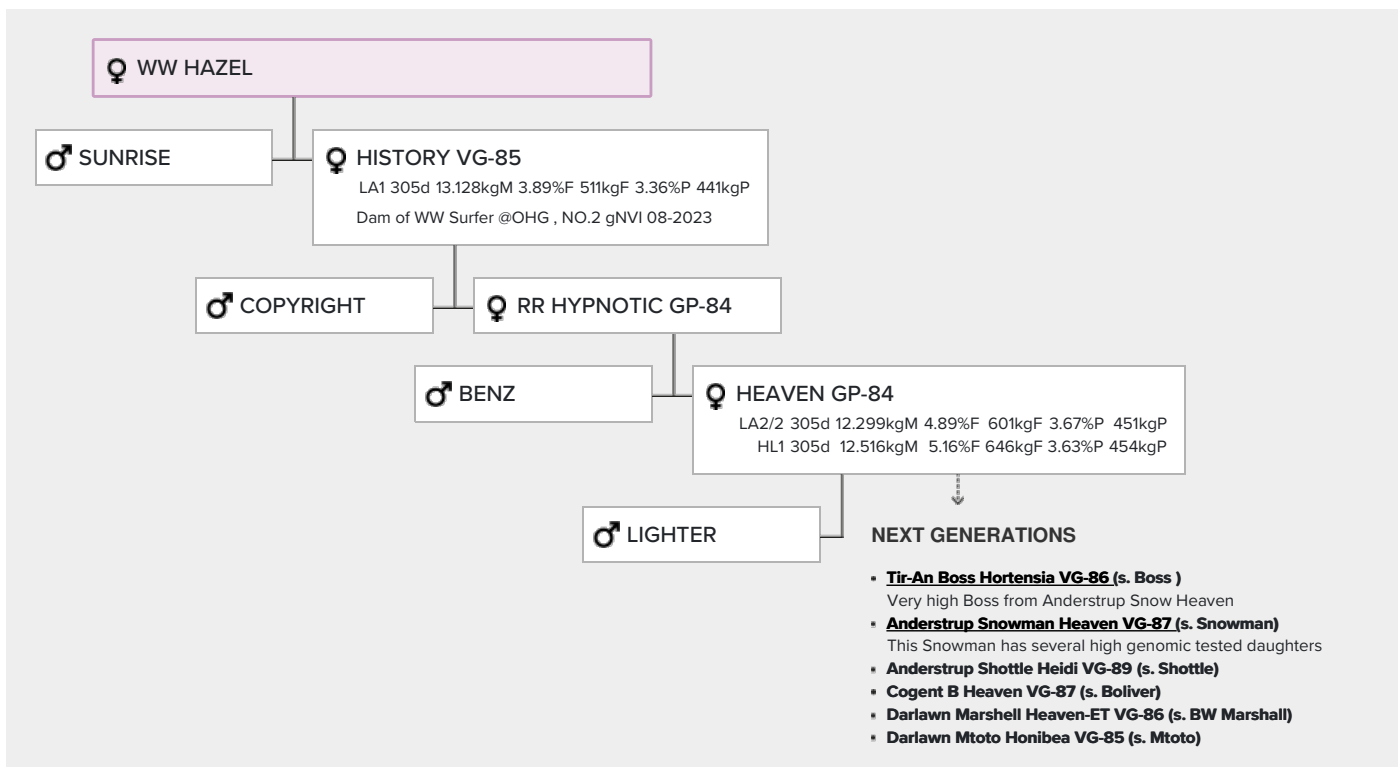 WW HAZEL
SUNRISE
HISTORY VG-85
LA1 305d 13.128kgM 3.89%F 511kgF 3.36%P 441kgP
Dam of WW Surfer @OHG , NO.2 gNVI 08-2023
COPYRIGHT
RR HYPNOTIC GP-84
BENZ
HEAVEN GP-84
LA2/2 305d 12.299kgM 4.89%F 601kgF 3.67%P 451kgP
HL1 305d 12.516kgM 5.16%F 646kgF 3.63%P 454kgP
LIGHTER
NEXT GENERATIONS
Tir-An Boss Hortensia VG-86 (s. Boss )
Very high Boss from Anderstrup Snow Heaven
Anderstrup Snowman Heaven VG-87 (s. Snowman)
This Snowman has several high genomic tested daughters
Anderstrup Shottle Heidi VG-89 (s. Shottle)
Cogent B Heaven VG-87 (s. Boliver)
Darlawn Marshell Heaven-ET VG-86 (s. BW Marshall)
Darlawn Mtoto Honibea VG-85 (s. Mtoto)